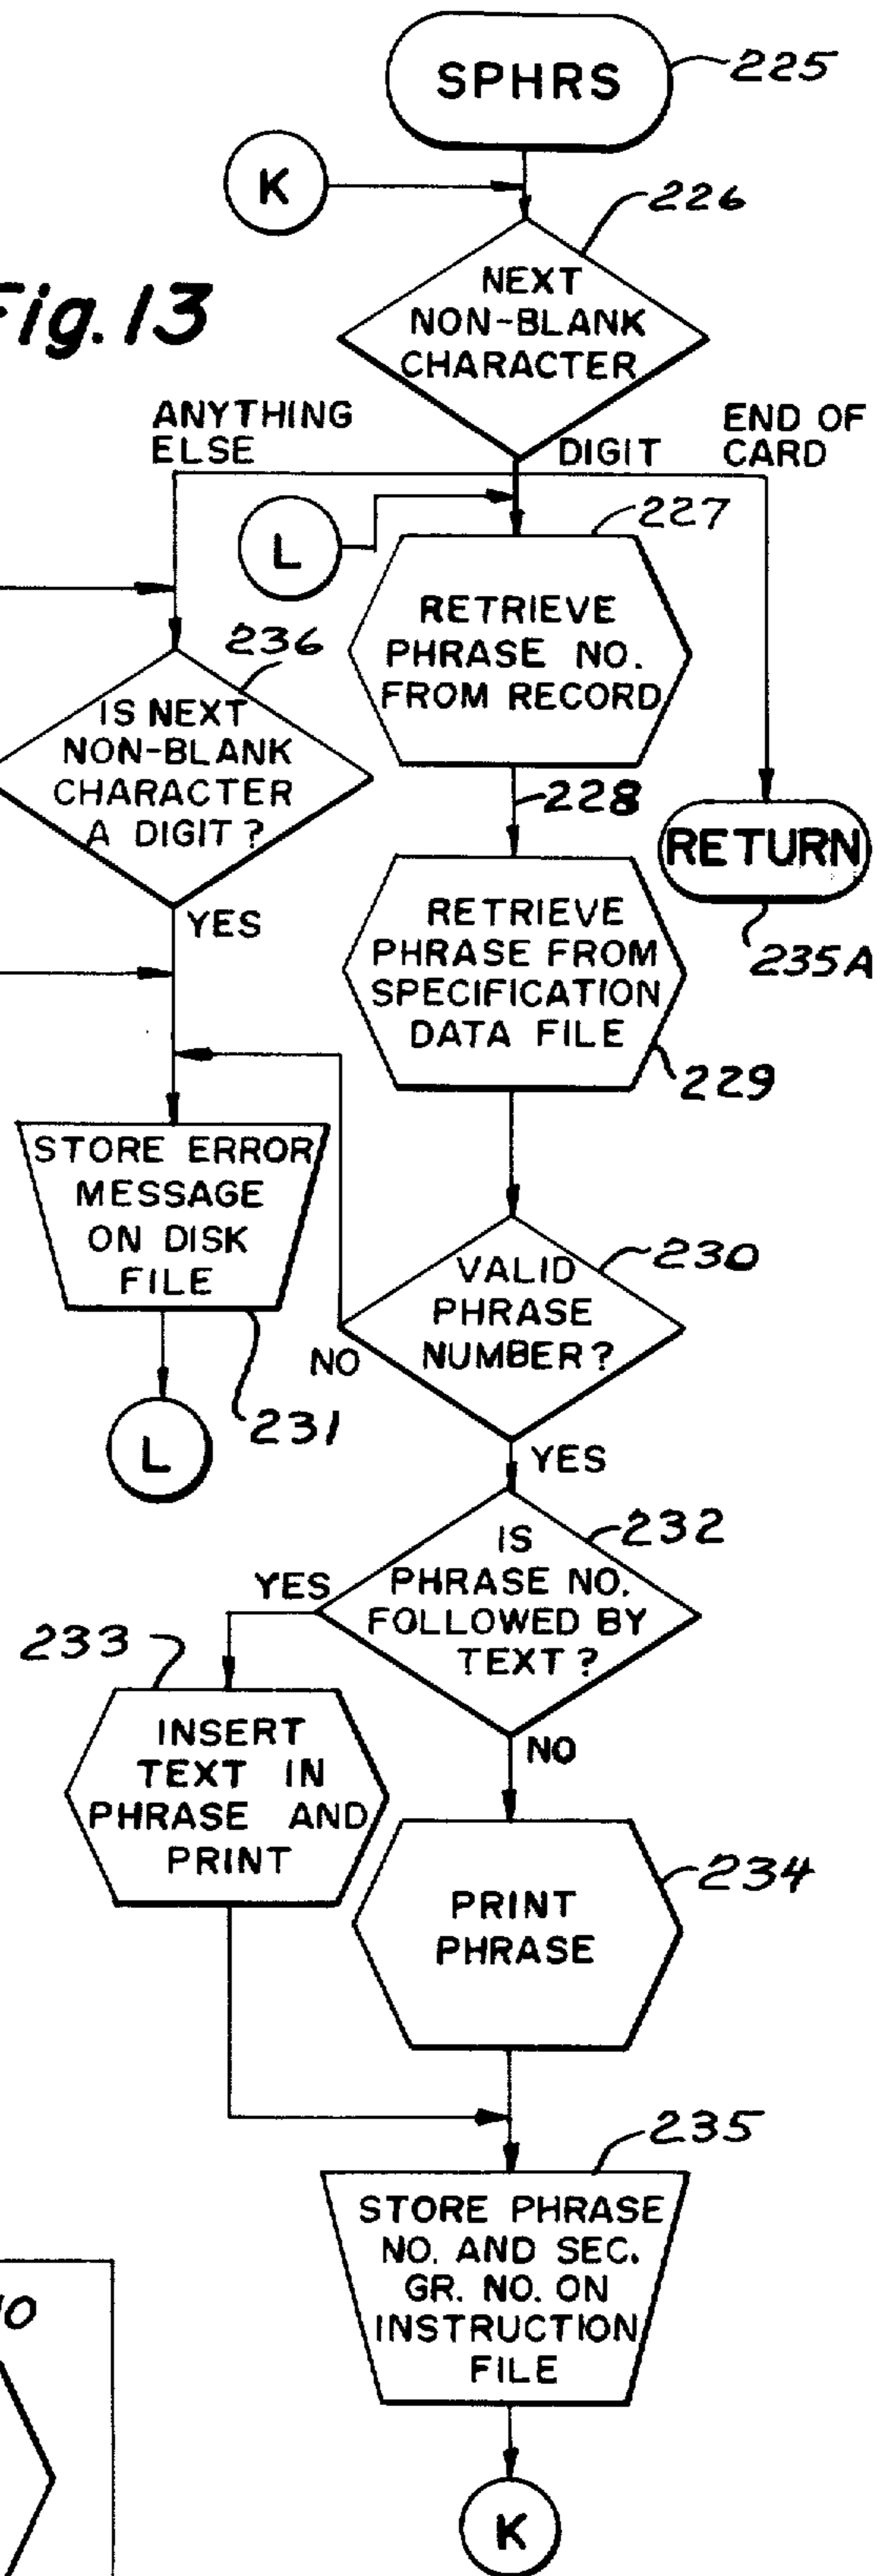 SPHRS
225
K
226
NEXT
NON-BLANK
CHARACTER
Fig. 13
ANYTHING
ELSE
DIGIT
END OF
CARD
227
L
RETRIEVE
PHRASE NO.
FROM RECORD
236
IS NEXT
NON-BLANK
CHARACTER
A DIGIT?
228
RETURN
235A
YES
RETRIEVE
PHRASE FROM
SPECIFICATION
DATA FILE
229
STORE ERROR
MESSAGE
ON DISK
FILE
231
L
VALID
PHRASE
NUMBER?
230
NO
YES
IS
PHRASE NO.
FOLLOWED BY
TEXT?
232
YES
233
INSERT
TEXT IN
PHRASE AND
PRINT
NO
PRINT
PHRASE
234
235
STORE PHRASE
NO. AND SEC.
GR. NO. ON
INSTRUCTION
FILE
K